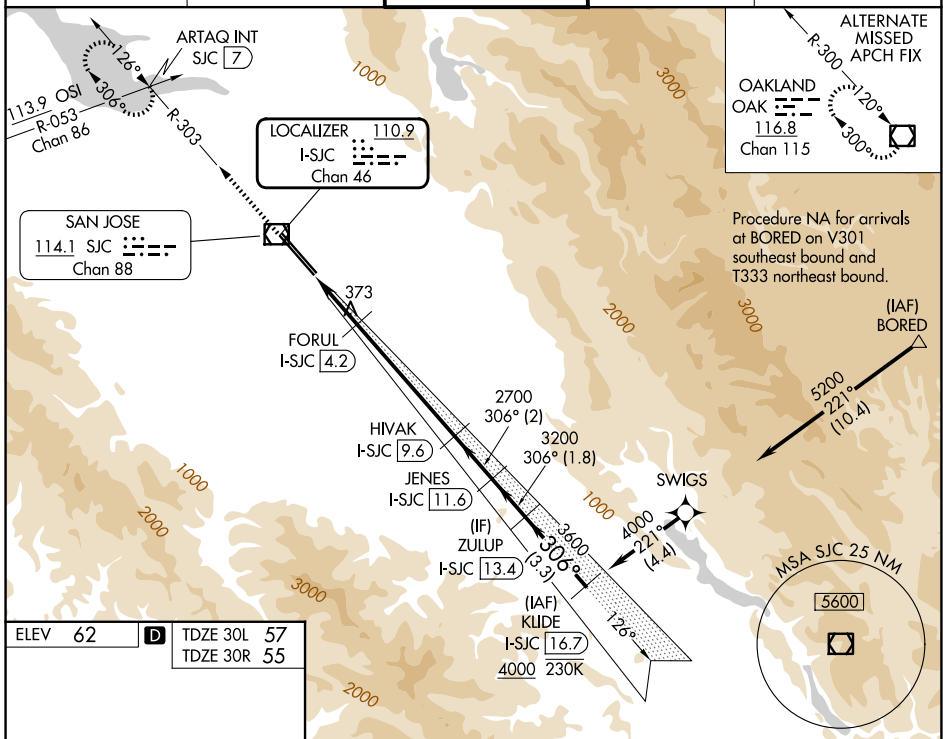 ARTAQ INT
SJC 7
126°
306°
113.9 OSI
R-053
Chan 86
R-303
1000
3000
ALTERNATE
MISSED
APCH FIX
R-300
OAKLAND
OAK
116.8
Chan 115
120°
300°
LOCALIZER 110.9
I-SJC
Chan 46
SAN JOSE
114.1 SJC
Chan 88
Procedure NA for arrivals
at BORED on V301
southeast bound and
T333 northeast bound.
3000
2000
(IAF)
BORED
5200
221°
(10.4)
373
FORUL
I-SJC 4.2
2700
306° (2)
HIVAK
I-SJC 9.6
3200
306° (1.8)
JENES
I-SJC 11.6
SWIGS
1000
4000
221°
(4.4)
(IF)
ZULUP
I-SJC 13.4
3600
306°
(3.3)
(IAF)
KLIDE
I-SJC 16.7
4000 230K
126°
1000
2000
3000
2000
MSA SJC 25 NM
5600
ELEV 62
D
TDZE 30L 57
TDZE 30R 55